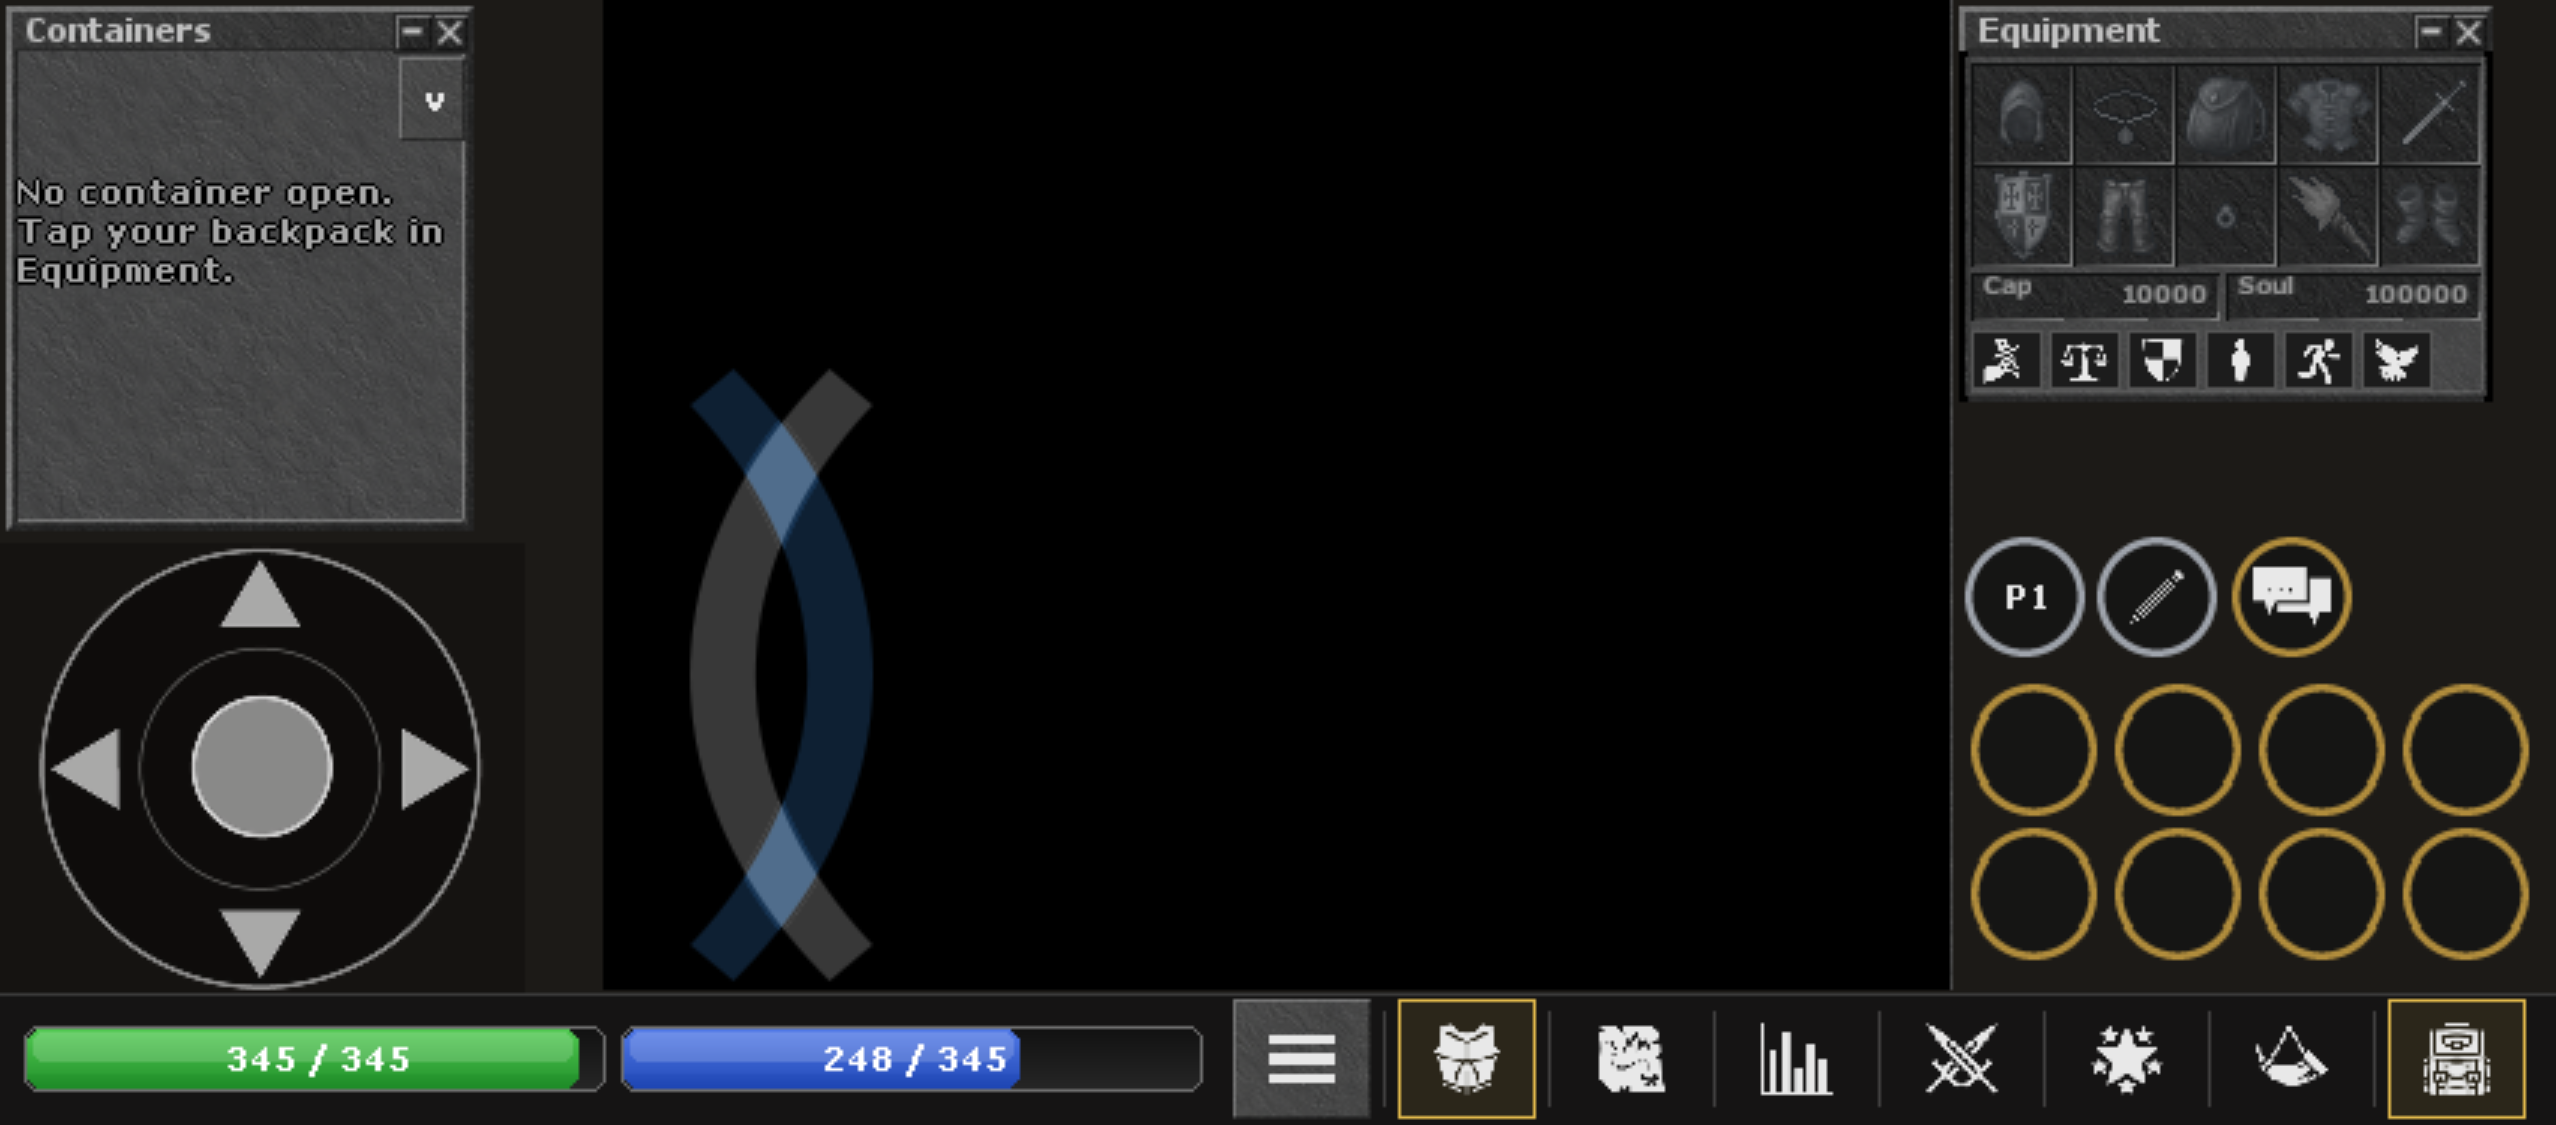 Containers
v
No container open.
Tap your backpack in
Equipment.
Equipment
Cap 10000
Soul 100000
P1
345 / 345
248 / 345